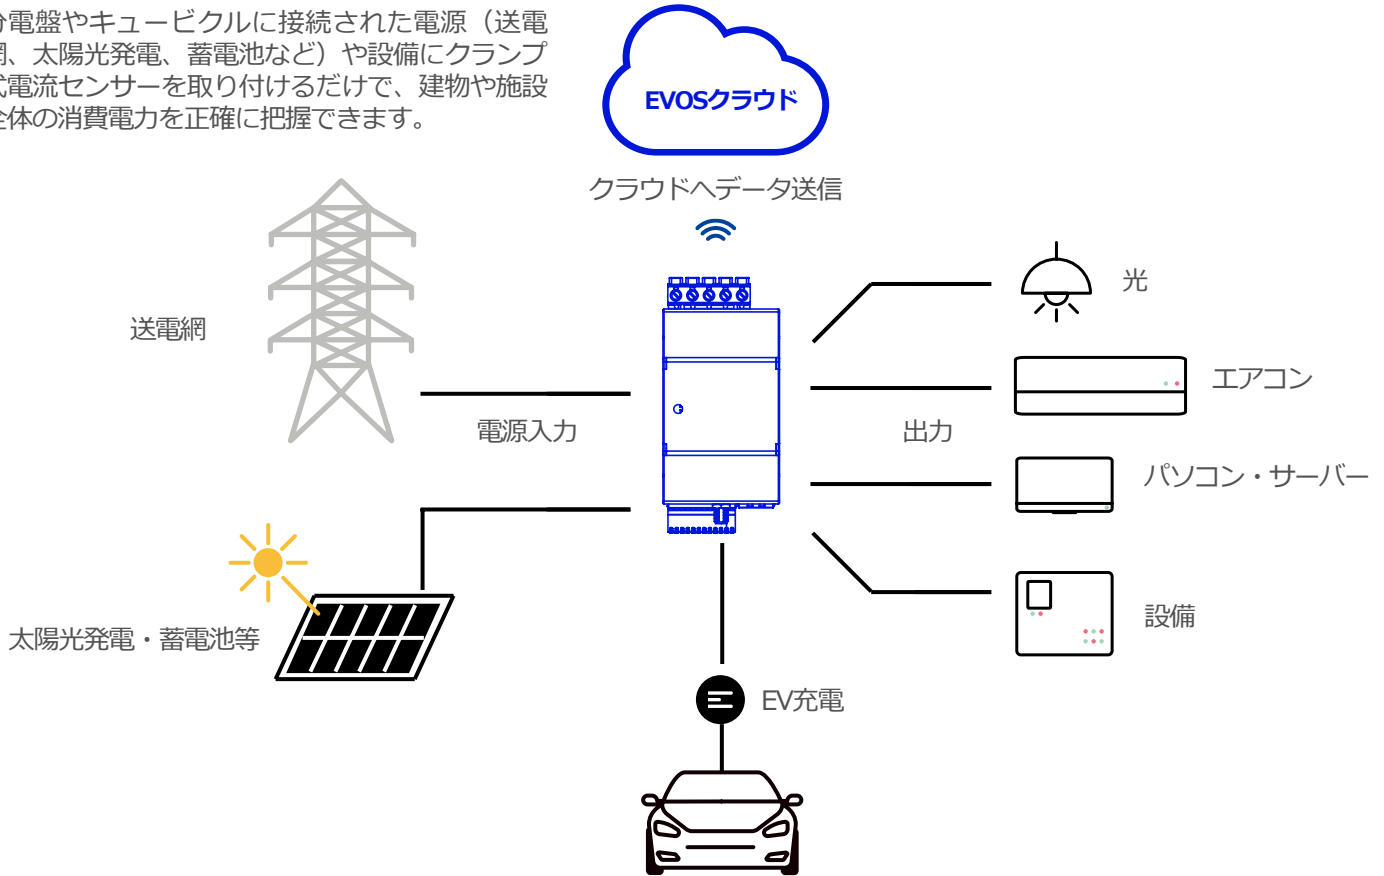 分電盤やキュービクルに接続された電源（送電
網、太陽光発電、蓄電池など）や設備にクランプ
式電流センサーを取り付けるだけで、建物や施設
全体の消費電力を正確に把握できます。
EVOSクラウド
クラウドへデータ送信
送電網
電源入力
太陽光発電・蓄電池等
出力
光
エアコン
パソコン・サーバー
設備
EV充電